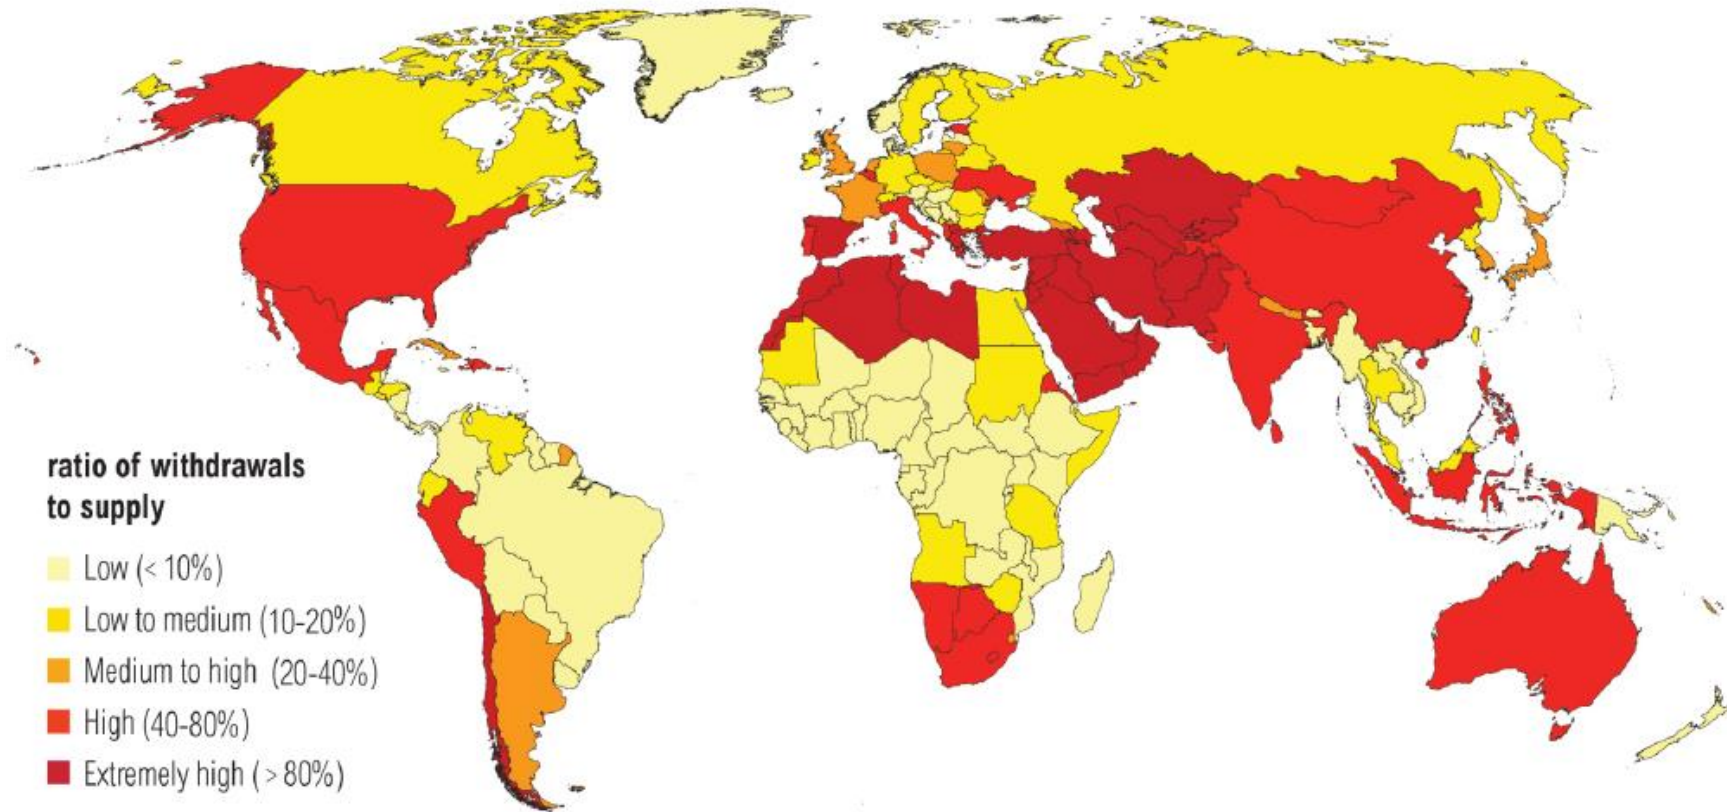 ratio of withdrawals
to supply
Low (< 10%)
Low to medium (10-20%)
Medium to high (20-40%)
High (40-80%)
Extremely high (> 80%)